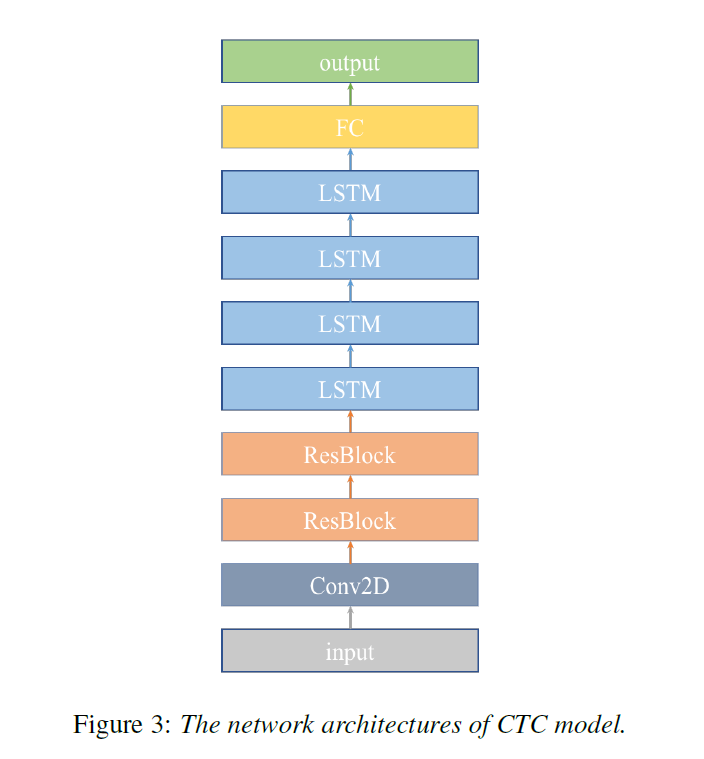 output
FC
LSTM
LSTM
LSTM
LSTM
ResBlock
ResBlock
Conv2D
input
Figure 3: The network architectures of CTC model.